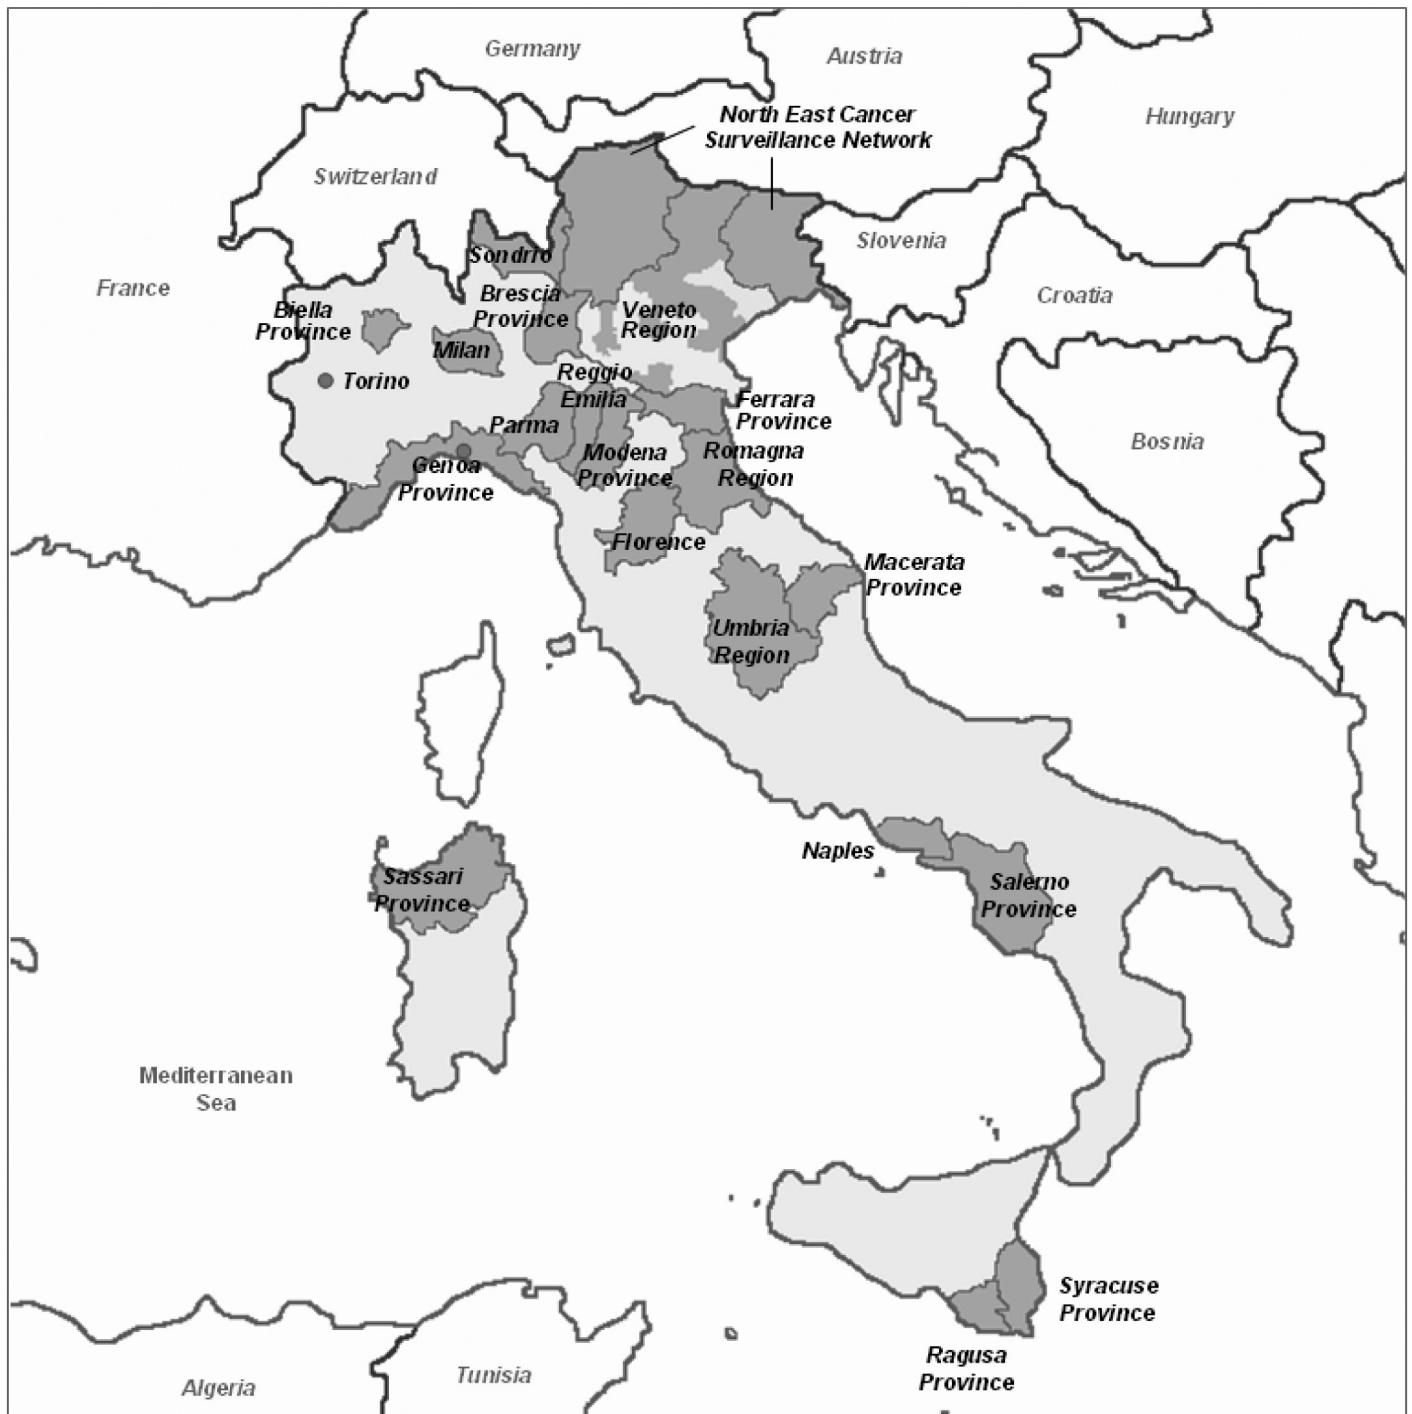 Germany
Austria
North East Cancer
Surveillance Network
Hungary
Switzerland
Slovenia
Sondrio
France
Croatia
Brescia
Province
Biella
Province
Veneto
Region
Milan
Torino
Reggio
Emilia
Ferrara
Province
Parma
Bosnia
Modena
Province
Romagna
Region
Genoa
Province
Florence
Macerata
Province
Umbria
Region
Naples
Salerno
Province
Sassari
Province
Mediterranean
Sea
Syracuse
Province
Ragusa
Province
Tunisia
Algeria